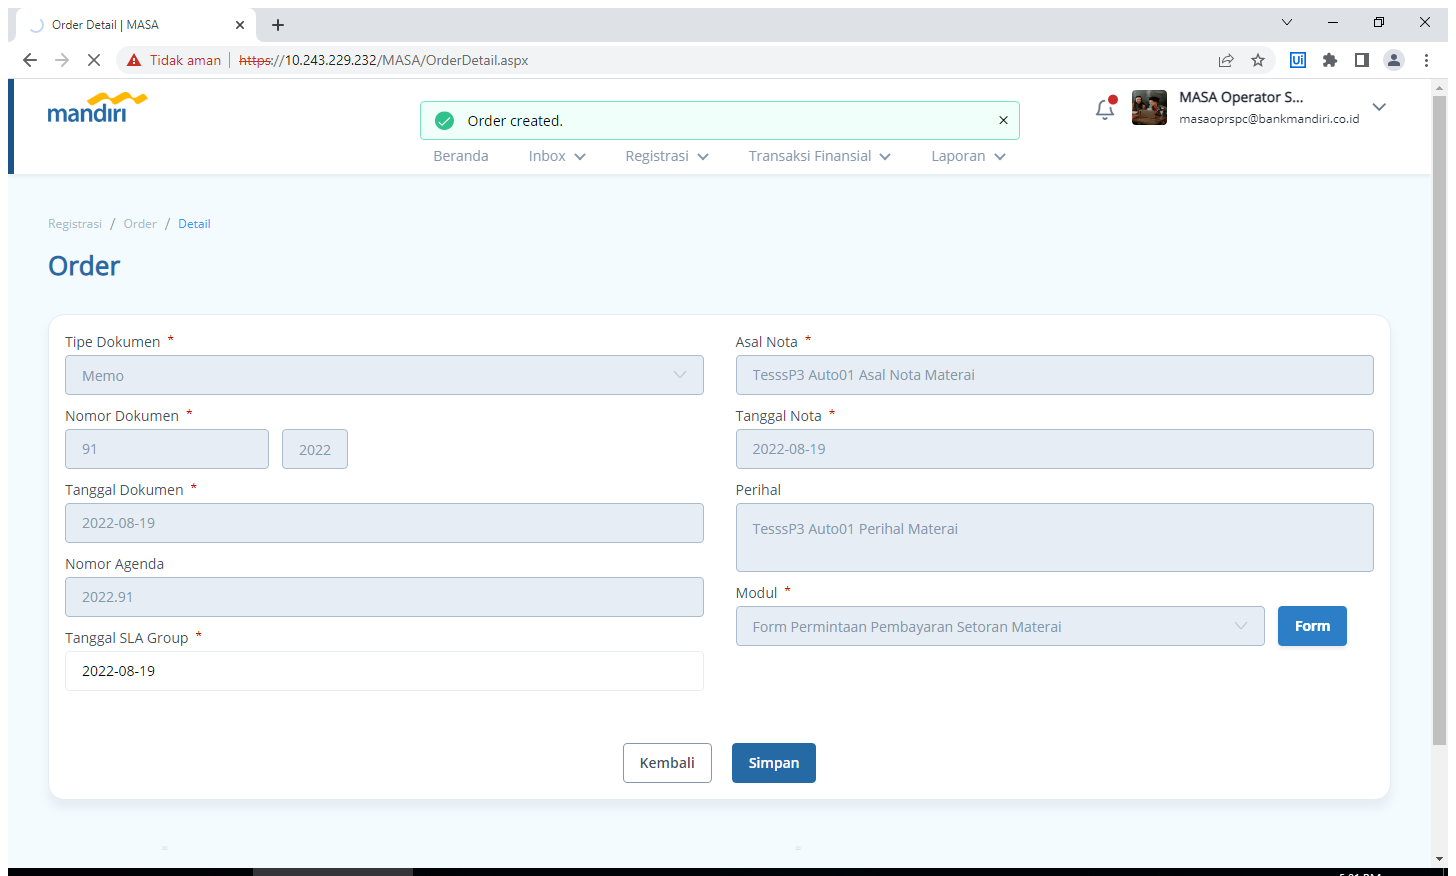 Order Detail | MASA
Tidak aman
https://10.243.229.232/MASA/OrderDetail.aspx
Ui
mandiri
Order created.
MASA Operator S...
masaoprspc@bankmandiri.co.id
Beranda
Inbox
Registrasi
Transaksi Finansial
Laporan
Registrasi / Order / Detail
Order
Tipe Dokumen *
Memo
Nomor Dokumen *
91
2022
Tanggal Dokumen *
2022-08-19
Nomor Agenda
2022.91
Tanggal SLA Group *
2022-08-19
Asal Nota *
TesssP3 Auto01 Asal Nota Materai
Tanggal Nota *
2022-08-19
Perihal
TesssP3 Auto01 Perihal Materai
Modul *
Form Permintaan Pembayaran Setoran Materai
Form
Kembali
Simpan